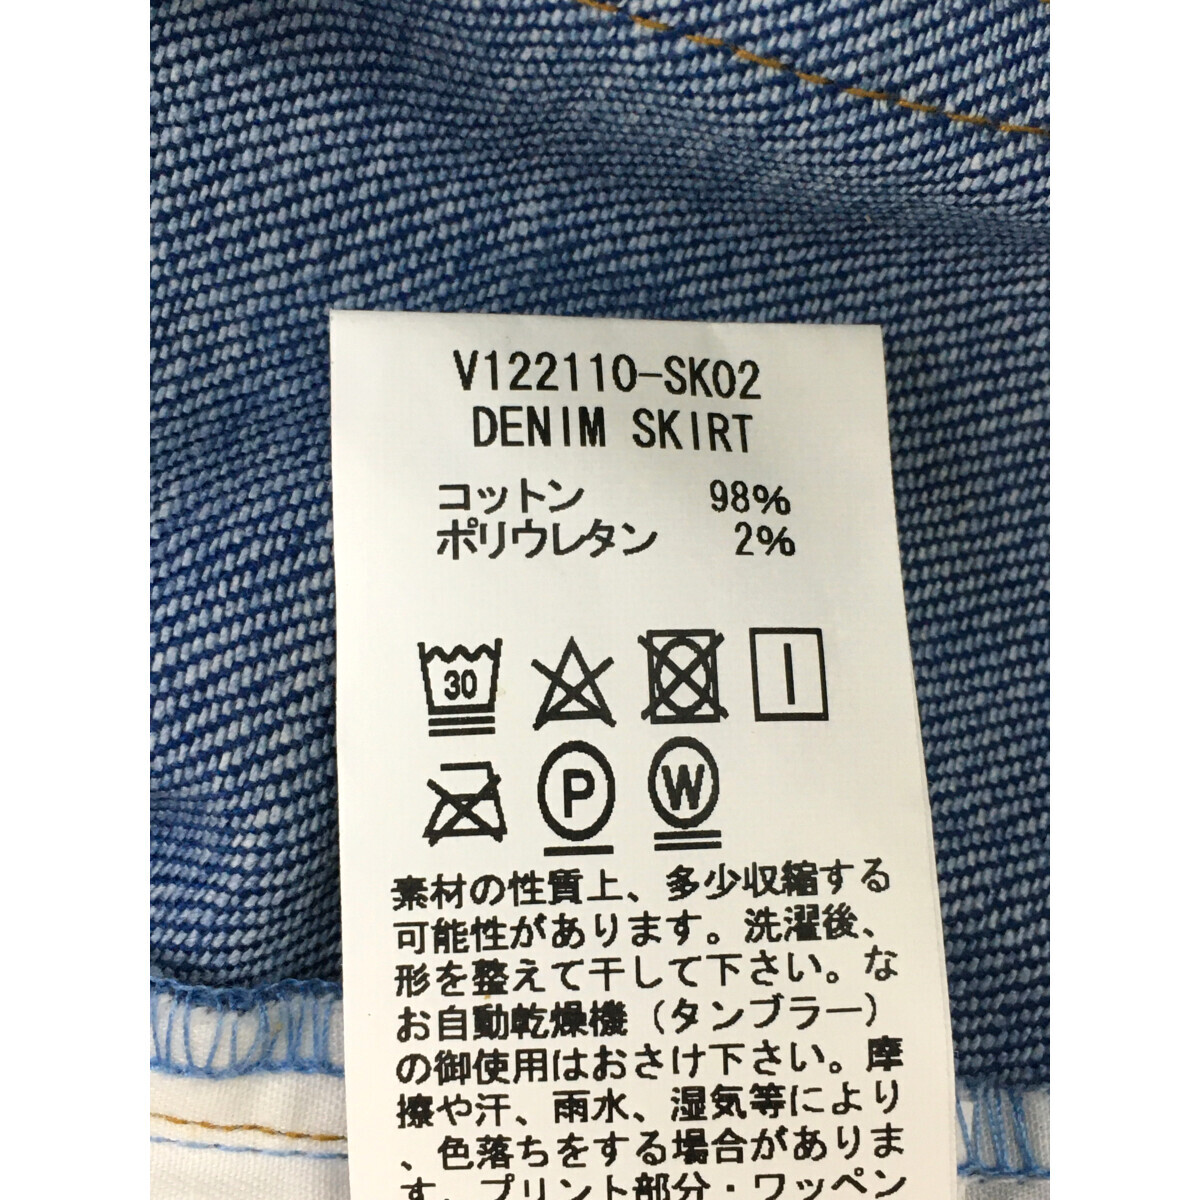 V122110-SK02
DENIM SKIRT
コットン 98%
ポリウレタン 2%
30
P
W
素材の性質上、多少収縮する
可能性があります。洗濯後、
形を整えて干して下さい。な
お自動乾燥機(タンブラー)
の御使用はおさけ下さい。摩
擦や汗、雨水、湿気等により
、色落ちをする場合がありま
す。プリント部分・ワッペン